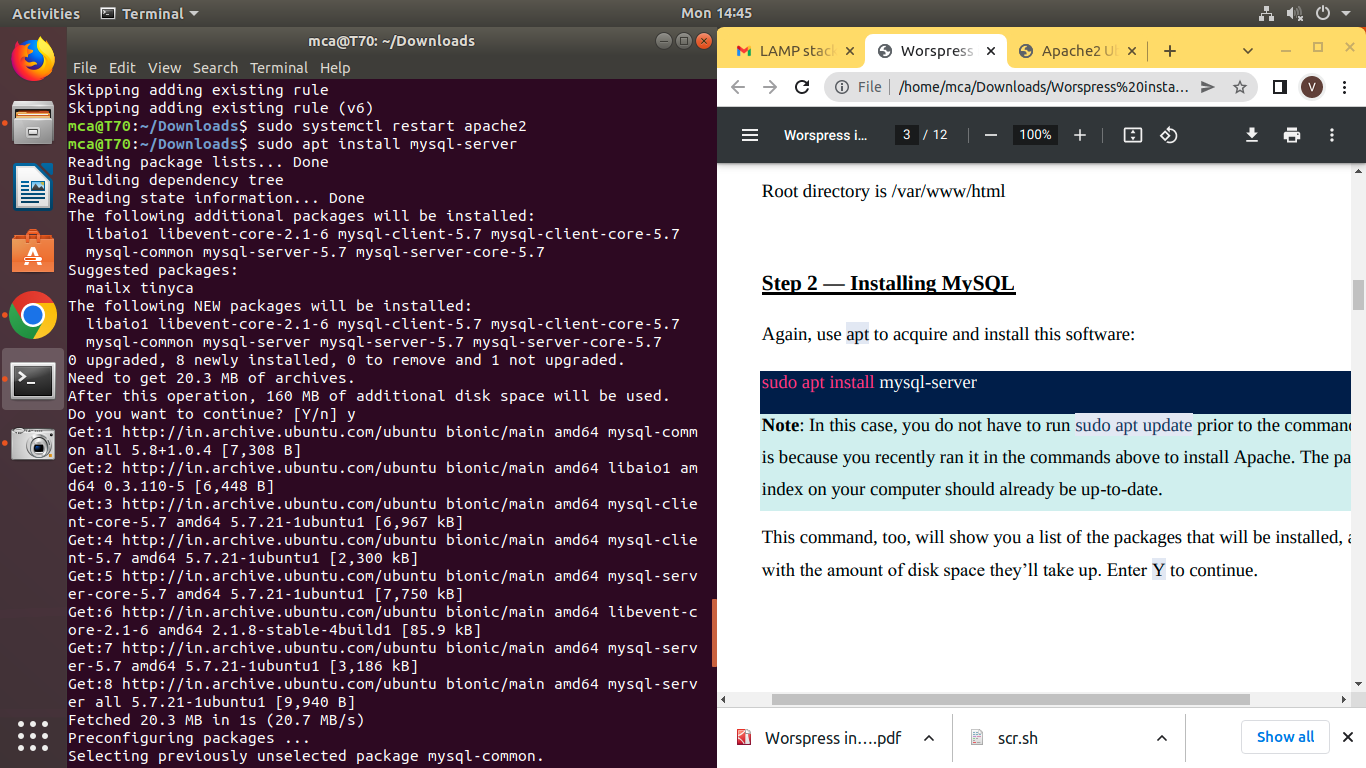 Activities
Terminal
Mon 14:45
mca@T70: ~/Downloads
File Edit View Search Terminal Help
Skipping adding existing rule
Skipping adding existing rule (v6)
mca@T70:~/Downloads$ sudo systemctl restart apache2
mca@T70:~/Downloads$ sudo apt install mysql-server
Reading package lists... Done
Building dependency tree
Reading state information... Done
The following additional packages will be installed:
libaio1 libevent-core-2.1-6 mysql-client-5.7 mysql-client-core-5.7
mysql-common mysql-server-5.7 mysql-server-core-5.7
Suggested packages:
mailx tinyca
The following NEW packages will be installed:
libaio1 libevent-core-2.1-6 mysql-client-5.7 mysql-client-core-5.7
mysql-common mysql-server mysql-server-5.7 mysql-server-core-5.7
0 upgraded, 8 newly installed, 0 to remove and 1 not upgraded.
Need to get 20.3 MB of archives.
After this operation, 160 MB of additional disk space will be used.
Do you want to continue? [Y/n] y
Get:1 http://in.archive.ubuntu.com/ubuntu bionic/main amd64 mysql-comm
on all 5.8+1.0.4 [7,308 B]
Get:2 http://in.archive.ubuntu.com/ubuntu bionic/main amd64 libaio1 am
d64 0.3.110-5 [6,448 B]
Get:3 http://in.archive.ubuntu.com/ubuntu bionic/main amd64 mysql-clie
nt-core-5.7 amd64 5.7.21-1ubuntu1 [6,967 kB]
Get:4 http://in.archive.ubuntu.com/ubuntu bionic/main amd64 mysql-clie
nt-5.7 amd64 5.7.21-1ubuntu1 [2,300 kB]
Get:5 http://in.archive.ubuntu.com/ubuntu bionic/main amd64 mysql-serv
er-core-5.7 amd64 5.7.21-1ubuntu1 [7,750 kB]
Get:6 http://in.archive.ubuntu.com/ubuntu bionic/main amd64 libevent-c
ore-2.1-6 amd64 2.1.8-stable-4build1 [85.9 kB]
Get:7 http://in.archive.ubuntu.com/ubuntu bionic/main amd64 mysql-serv
er-5.7 amd64 5.7.21-1ubuntu1 [3,186 kB]
Get:8 http://in.archive.ubuntu.com/ubuntu bionic/main amd64 mysql-serv
er all 5.7.21-1ubuntu1 [9,940 B]
Fetched 20.3 MB in 1s (20.7 MB/s)
Preconfiguring packages ...
Selecting previously unselected package mysql-common.
LAMP stac
Worspress
Apache2 U
File /home/mca/Downloads/Worspress%20insta...
V
Worspress i...
3 / 12
100%
Root directory is /var/www/html
Step 2 — Installing MySQL
Again, use apt to acquire and install this software:
sudo apt install mysql-server
Note: In this case, you do not have to run sudo apt update prior to the comman
is because you recently ran it in the commands above to install Apache. The pa
index on your computer should already be up-to-date.
This command, too, will show you a list of the packages that will be installed, a
with the amount of disk space they’ll take up. Enter Y to continue.
Worspress in....pdf
scr.sh
Show all